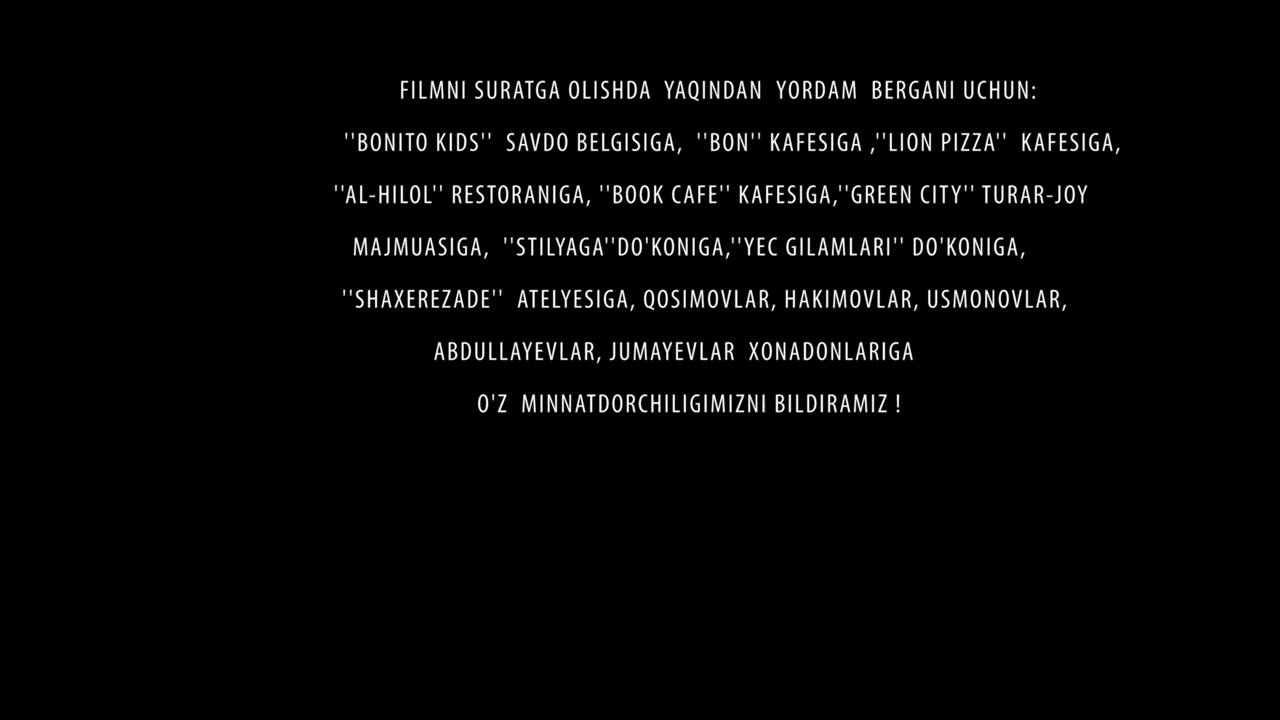 FILMNI SURATGA OLISHDA YAQINDAN YORDAM BERGANI UCHUN:
''BONITO KIDS'' SAVDO BELGISIGA, ''BON'' KAFESIGA ,''LION PIZZA'' KAFESIGA,
''AL-HILOL'' RESTORANIGA, ''BOOK CAFE'' KAFESIGA,''GREEN CITY'' TURAR-JOY
MAJMUASIGA, ''STILYAGA''DO'KONIGA,''YEC GILAMLARI'' DO'KONIGA,
''SHAXEREZADE'' ATELYESIGA, QOSIMOVLAR, HAKIMOVLAR, USMONOVLAR,
ABDULLAYEVLAR, JUMAYEVLAR XONADONLARIGA
O'Z MINNATDORCHILIGIMIZNI BILDIRAMIZ !